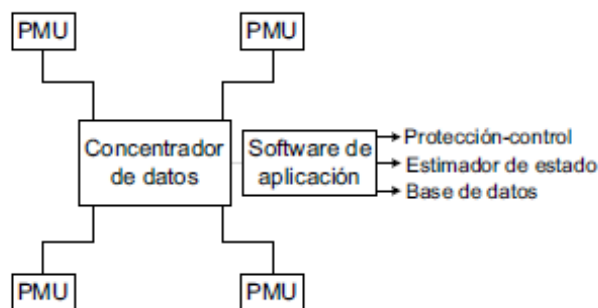 PMU
PMU
Concentrador
de datos
Software de
aplicación
Protección-control
Estimador de estado
Base de datos
PMU
PMU